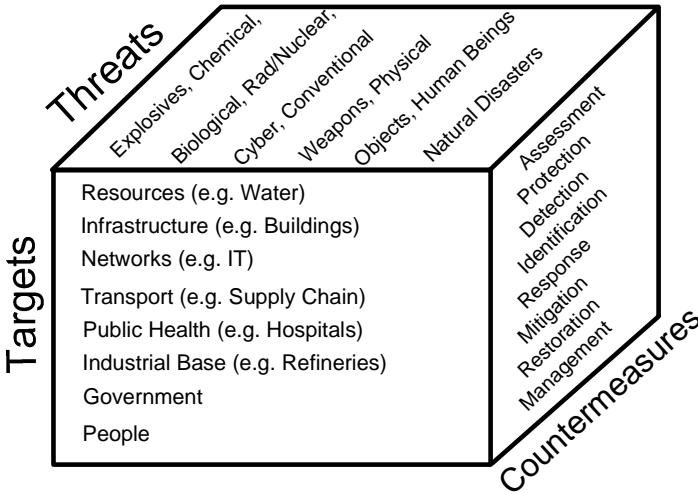 Threats
Explosives, Chemical,
Biological, Rad/Nuclear,
Cyber, Conventional
Weapons, Physical
Objects, Human Beings
Natural Disasters
Targets
Resources (e.g. Water)
Infrastructure (e.g. Buildings)
Networks (e.g. IT)
Transport (e.g. Supply Chain)
Public Health (e.g. Hospitals)
Industrial Base (e.g. Refineries)
Government
People
Assessment
Protection
Detection
Identification
Response
Mitigation
Restoration
Management
Countermeasures